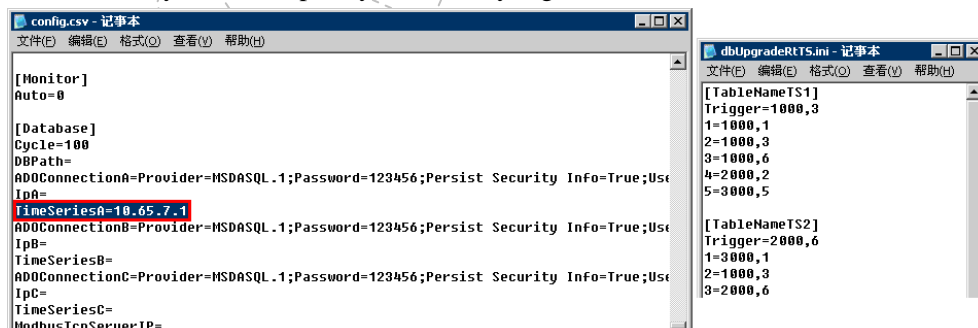 config.csv - 记事本
文件(F) 编辑(E) 格式(O) 查看(V) 帮助(H)
[Monitor]
Auto=0
[Database]
Cycle=100
DBPath=
ADOConnectionA=Provider=MSDASQL.1;Password=123456;Persist Security Info=True;Use
IpA=
TimeSeriesA=10.65.7.1
ADOConnectionB=Provider=MSDASQL.1;Password=123456;Persist Security Info=True;Use
IpB=
TimeSeriesB=
ADOConnectionC=Provider=MSDASQL.1;Password=123456;Persist Security Info=True;Use
IpC=
TimeSeriesC=
ModbusTcpServerIP=
dbUpgradeRtTS.ini - 记事本
文件(F) 编辑(E) 格式(O) 查看(V) 帮助(H)
[TableNameTS1]
Trigger=1000,3
1=1000,1
2=1000,3
3=1000,6
4=2000,2
5=3000,5
[TableNameTS2]
Trigger=2000,6
1=3000,1
2=1000,3
3=2000,6